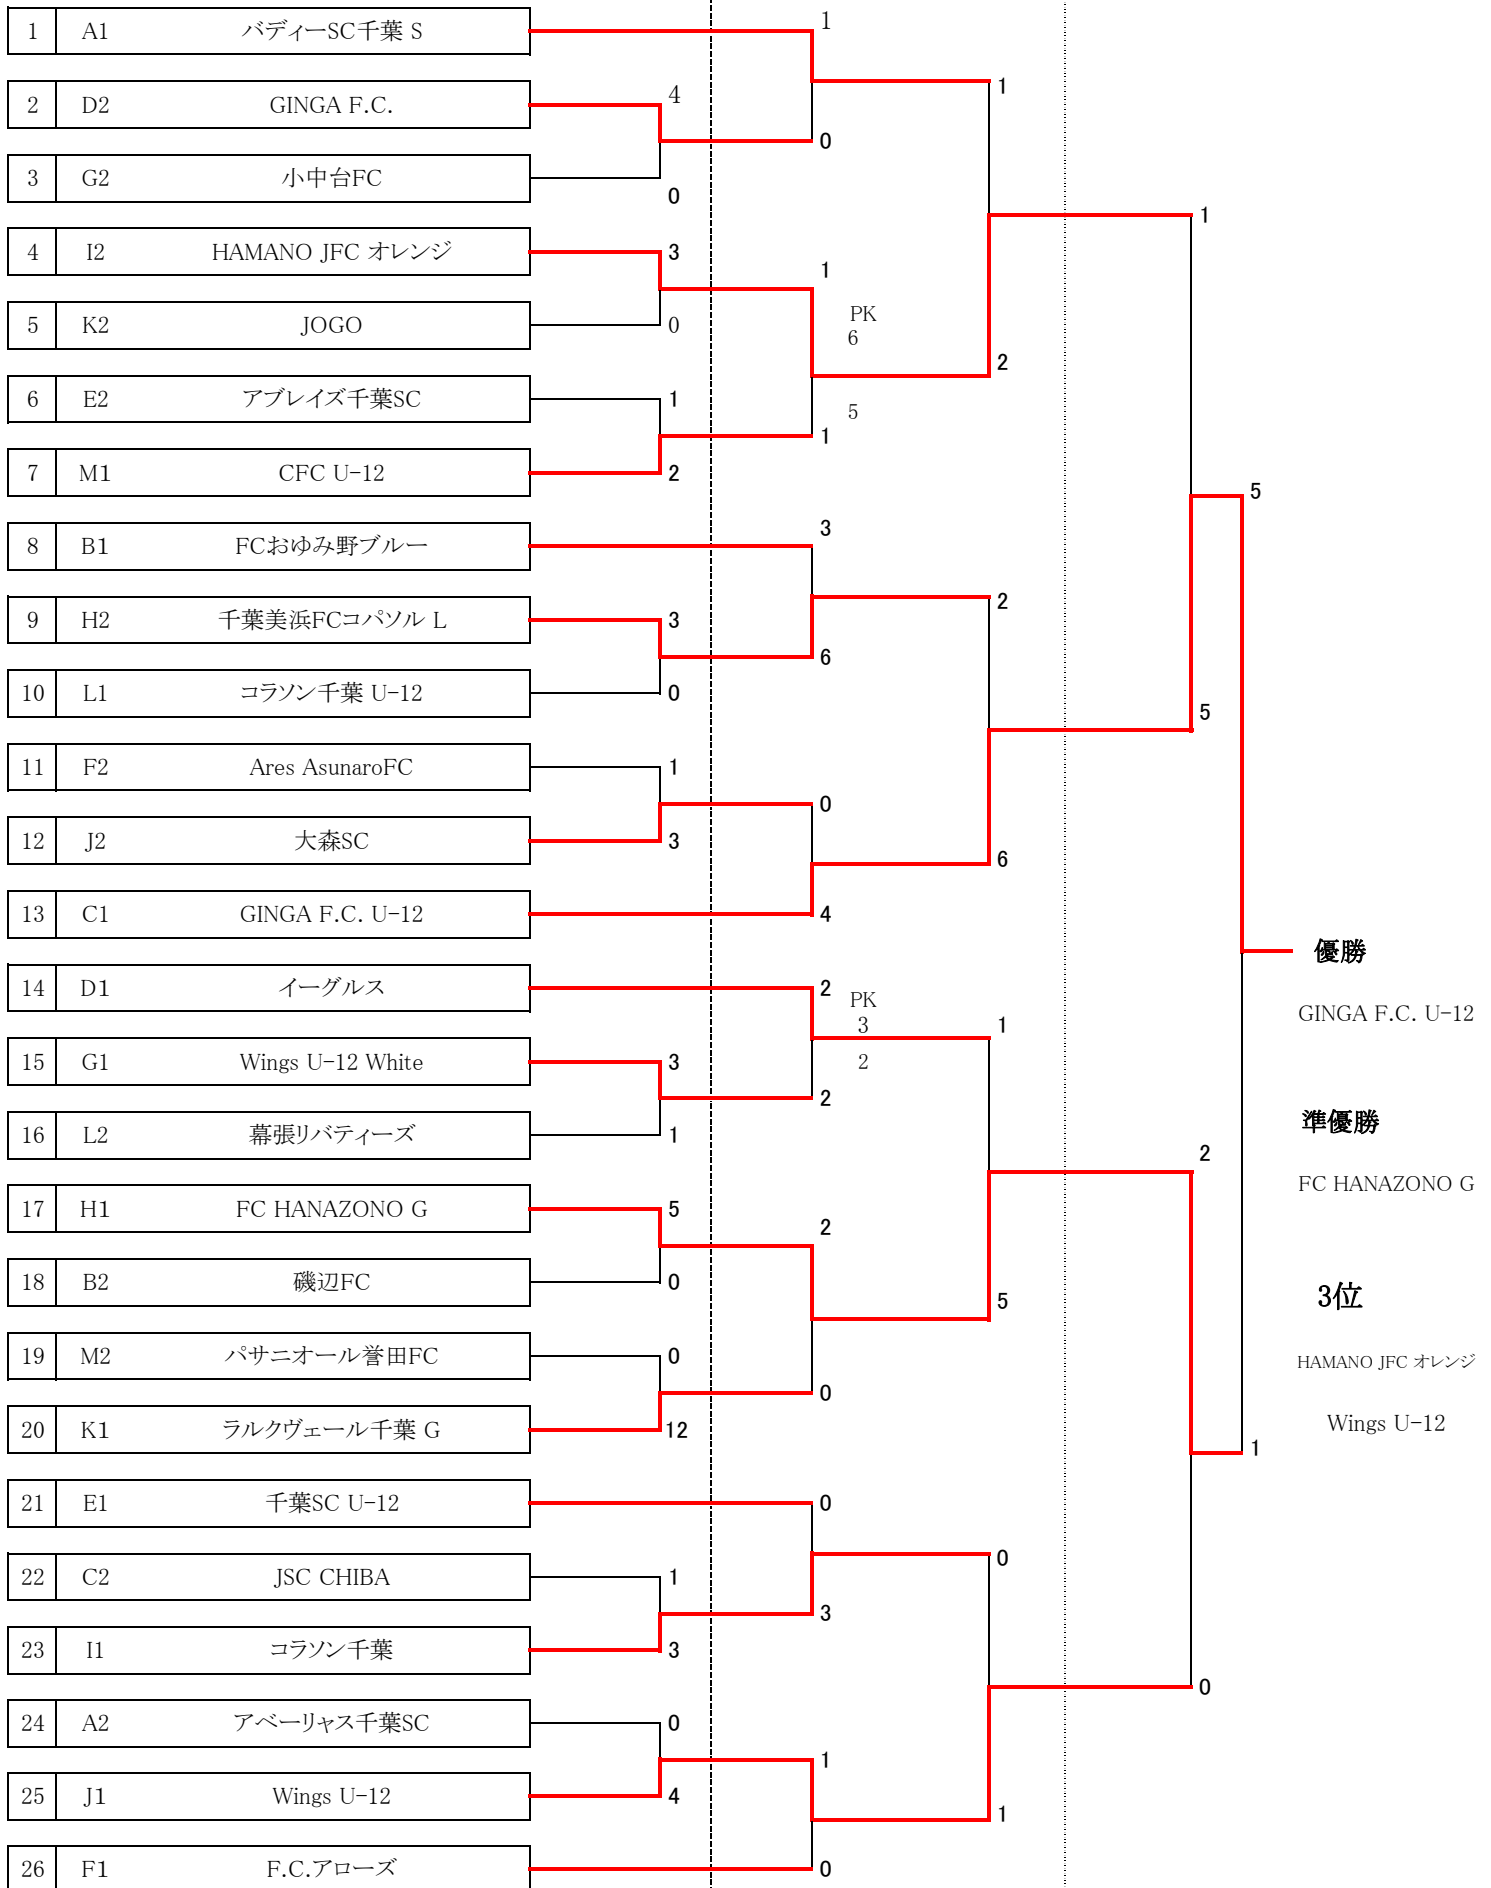 1 A1 バディーSC千葉 S 1
2 D2 GINGA F.C. 4
1
0
3 G2 小中台FC
0
1
4 I2 HAMANO JFC オレンジ 3
1
PK
5 K2 JOGO 0
6
2
6 E2 アブレイズ千葉SC 1
5
1
7 M1 CFC U-12 2
5
3
8 B1 FCおゆみ野ブルー
2
9 H2 千葉美浜FCコパソル L 3
6
10 L1 コラソン千葉 U-12 0
5
11 F2 Ares AsunaroFC 1
0
12 J2 大森SC 3
6
13 C1 GINGA F.C. U-12 4
優勝
14 D1 イーグルス 2
PK
GINGA F.C. U-12
3 1
15 G1 Wings U-12 White 3 2
2
準優勝
16 L2 幕張リバティーズ 1
2
FC HANAZONO G
17 H1 FC HANAZONO G 5
2
18 B2 磯辺FC 0
3位
5
19 M2 パサニオール誉田FC 0
HAMANO JFC オレンジ
0
20 K1 ラルクヴェール千葉 G 12
Wings U-12
1
21 E1 千葉SC U-12 0
0
22 C2 JSC CHIBA 1
3
23 I1 コラソン千葉 3
0
24 A2 アベーリャス千葉SC 0
1
25 J1 Wings U-12 4
1
26 F1 F.C.アローズ 0